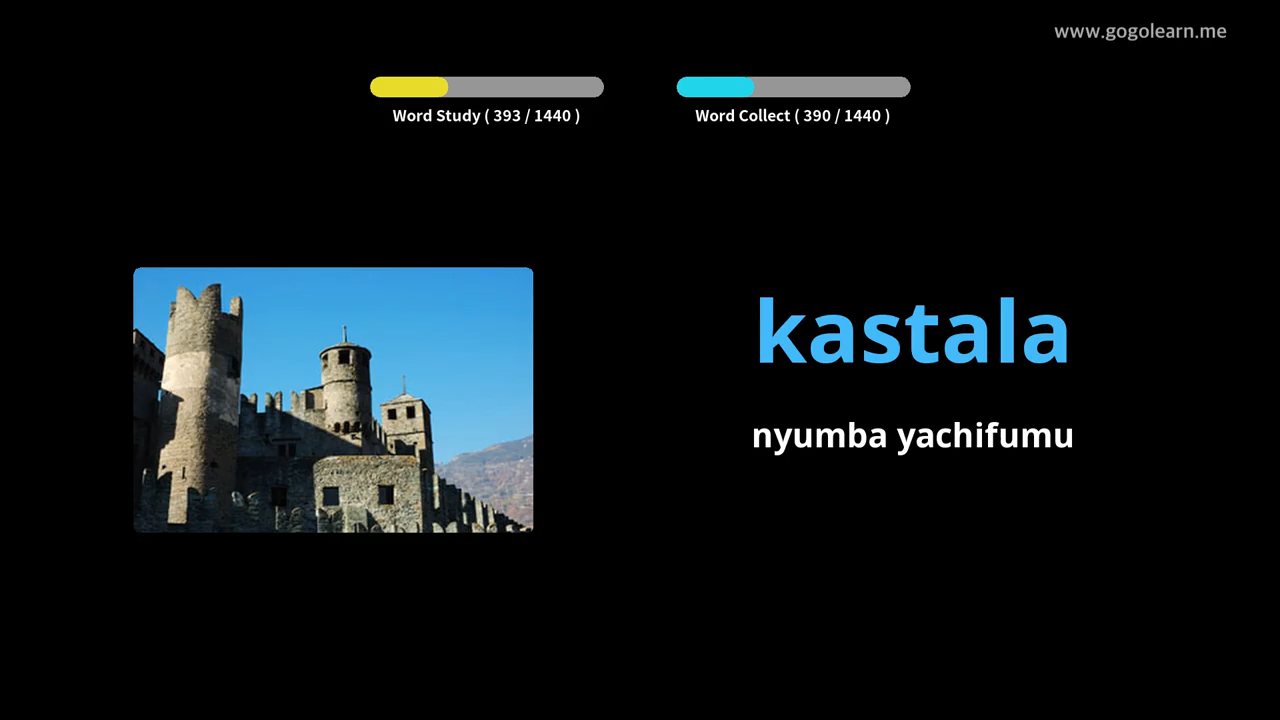 www.gogolearn.me
Word Study ( 393 / 1440 )
Word Collect ( 390 / 1440 )
kastala
nyumba yachifumu